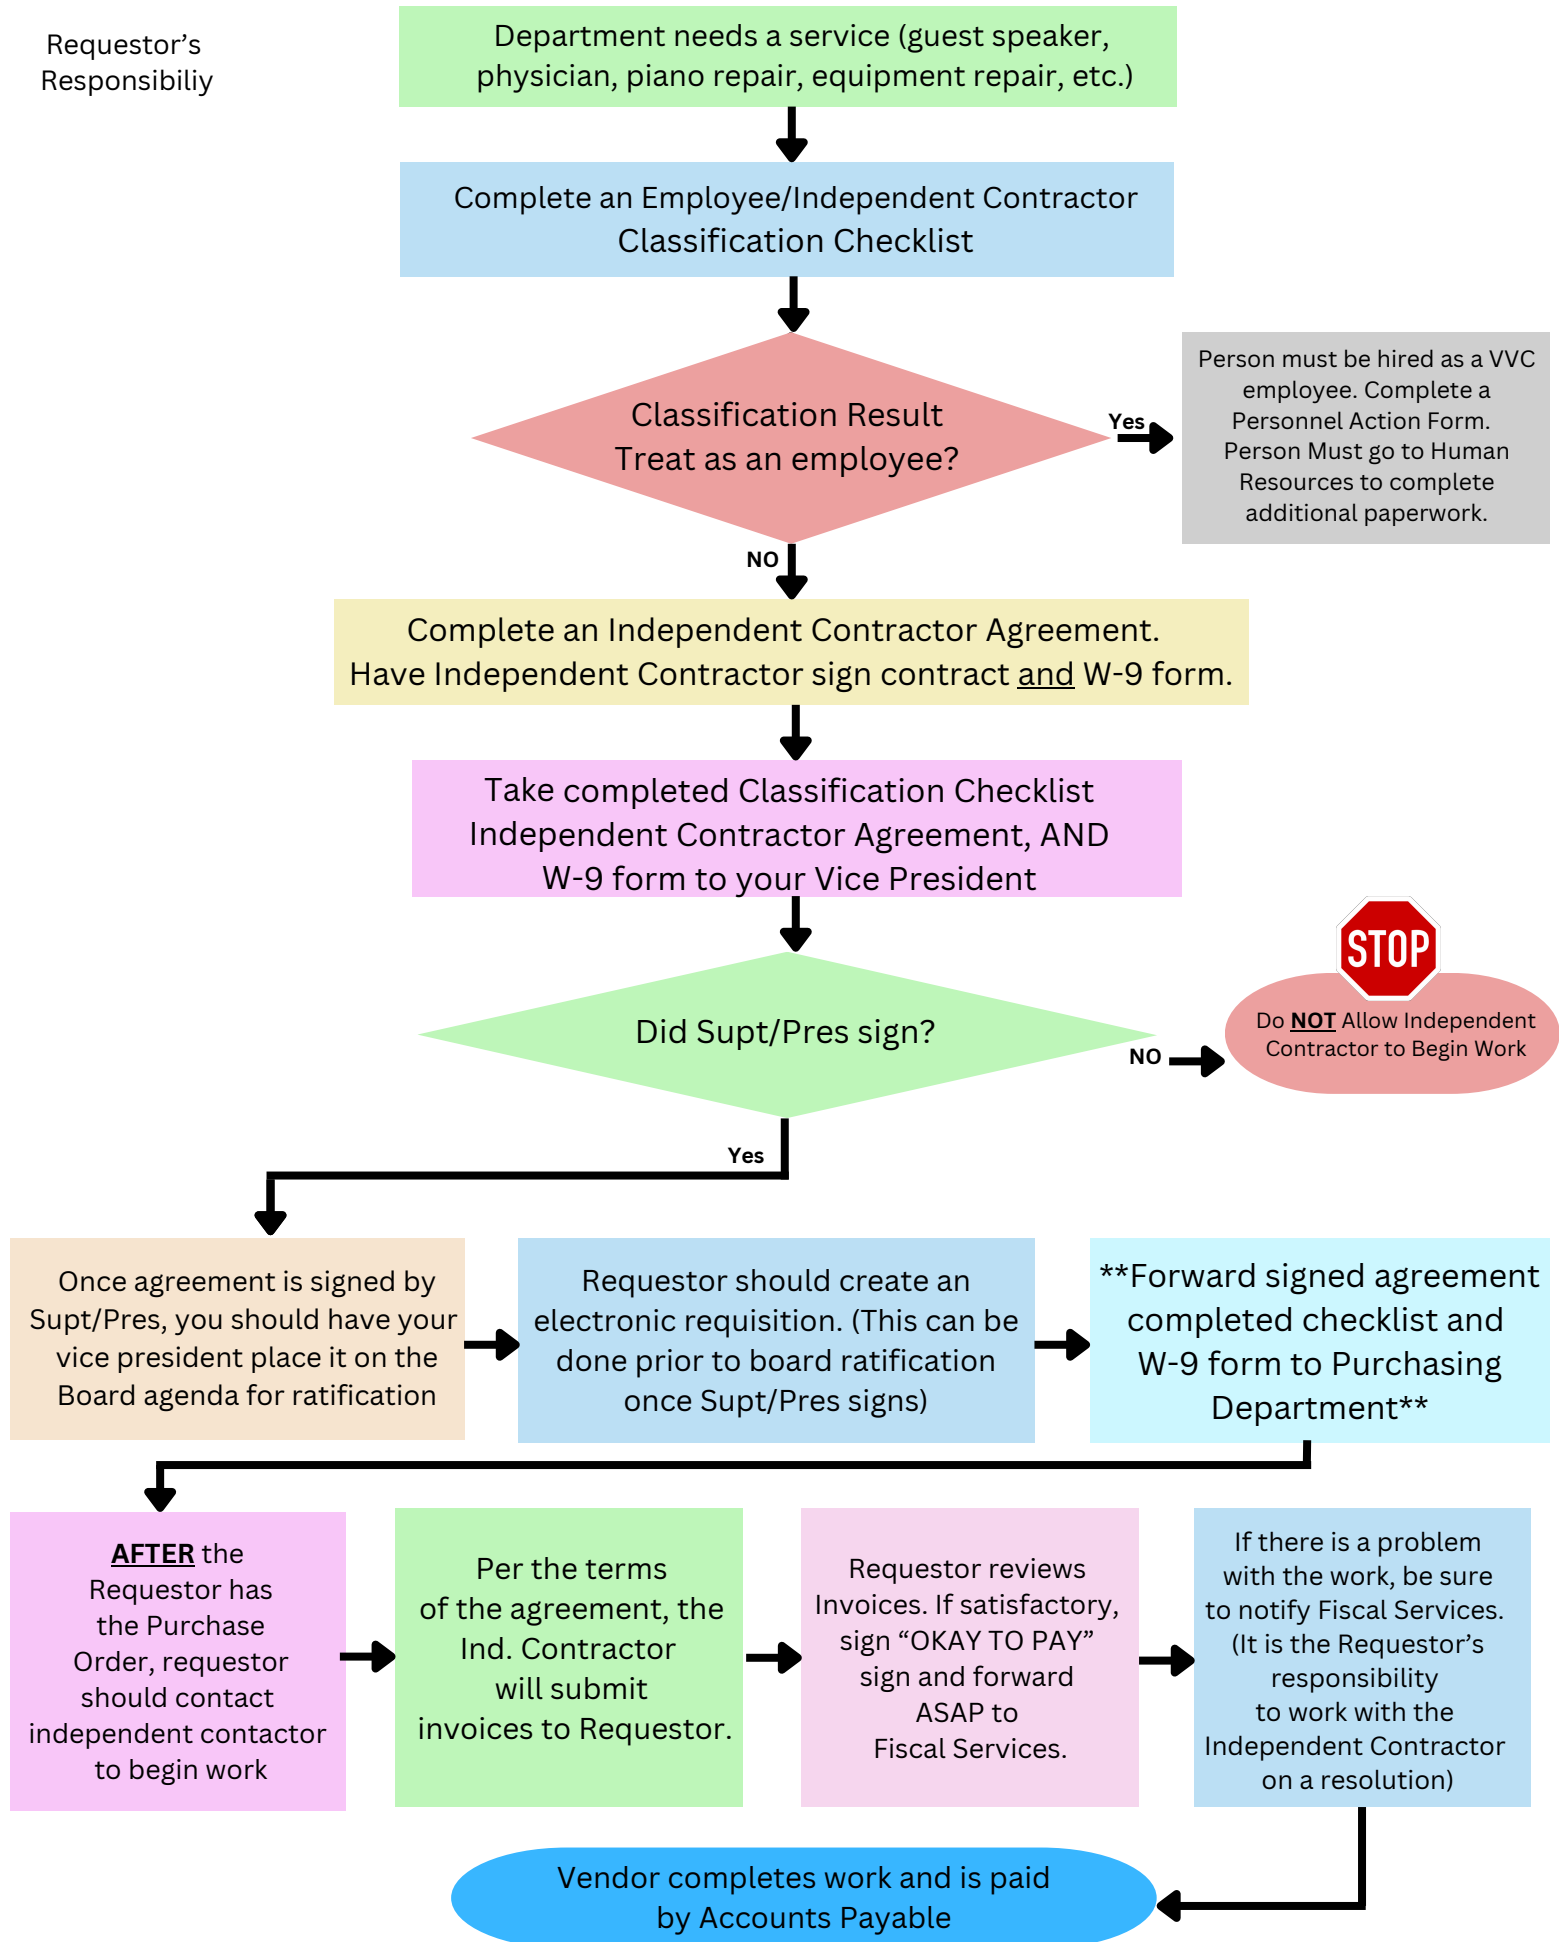 Requestor's
Responsibiliy
Department needs a service (guest speaker,
physician, piano repair, equipment repair, etc.)
Complete an Employee/Independent Contractor
Classification Checklist
Classification Result
Treat as an employee?
Yes
Person must be hired as a VVC
employee. Complete a
Personnel Action Form.
Person Must go to Human
Resources to complete
additional paperwork.
NO
Complete an Independent Contractor Agreement.
Have Independent Contractor sign contract and W-9 form.
Take completed Classification Checklist
Independent Contractor Agreement, AND
W-9 form to your Vice President
Did Supt/Pres sign?
NO
STOP
Do NOT Allow Independent
Contractor to Begin Work
Yes
Once agreement is signed by
Supt/Pres, you should have your
vice president place it on the
Board agenda for ratification
Requestor should create an
electronic requisition. (This can be
done prior to board ratification
once Supt/Pres signs)
**Forward signed agreement
completed checklist and
W-9 form to Purchasing
Department**
AFTER the
Requestor has
the Purchase
Order, requestor
should contact
independent contactor
to begin work
Per the terms
of the agreement, the
Ind. Contractor
will submit
invoices to Requestor.
Requestor reviews
Invoices. If satisfactory,
sign “OKAY TO PAY”
sign and forward
ASAP to
Fiscal Services.
If there is a problem
with the work, be sure
to notify Fiscal Services.
(It is the Requestor's
responsibility
to work with the
Independent Contractor
on a resolution)
Vendor completes work and is paid
by Accounts Payable